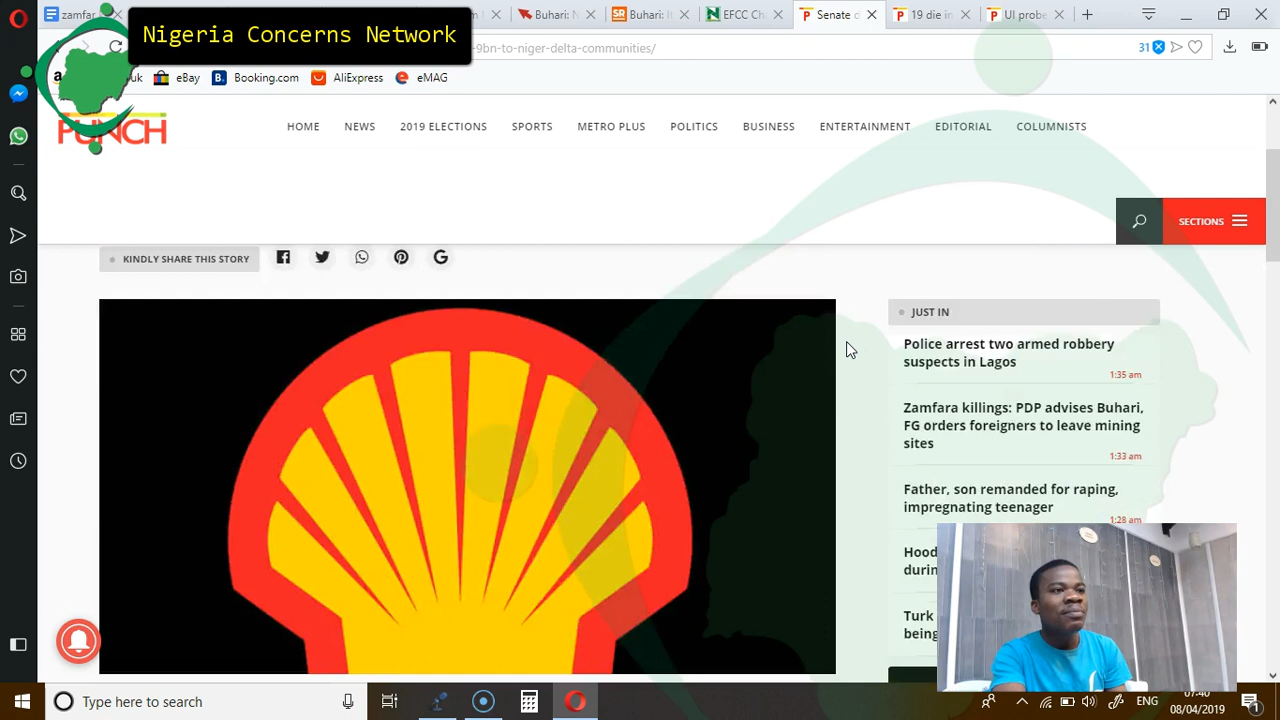 zamfar
Buhari: N
Buhari: It
EFCC Ch
Senate d
13 die in
UI probe
Nigeria Concerns Network
-9bn-to-niger-delta-communities/
31
eBay
Booking.com
AliExpress
eMAG
PUNCH
HOME
NEWS
2019 ELECTIONS
SPORTS
METRO PLUS
POLITICS
BUSINESS
ENTERTAINMENT
EDITORIAL
COLUMNISTS
SECTIONS
KINDLY SHARE THIS STORY
JUST IN
Police arrest two armed robbery
suspects in Lagos
1:35 am
Zamfara killings: PDP advises Buhari,
FG orders foreigners to leave mining
sites
1:33 am
Father, son remanded for raping,
impregnating teenager
1:28 am
Hood
durin
Turk
being
Type here to search
ENG
08/04/2019